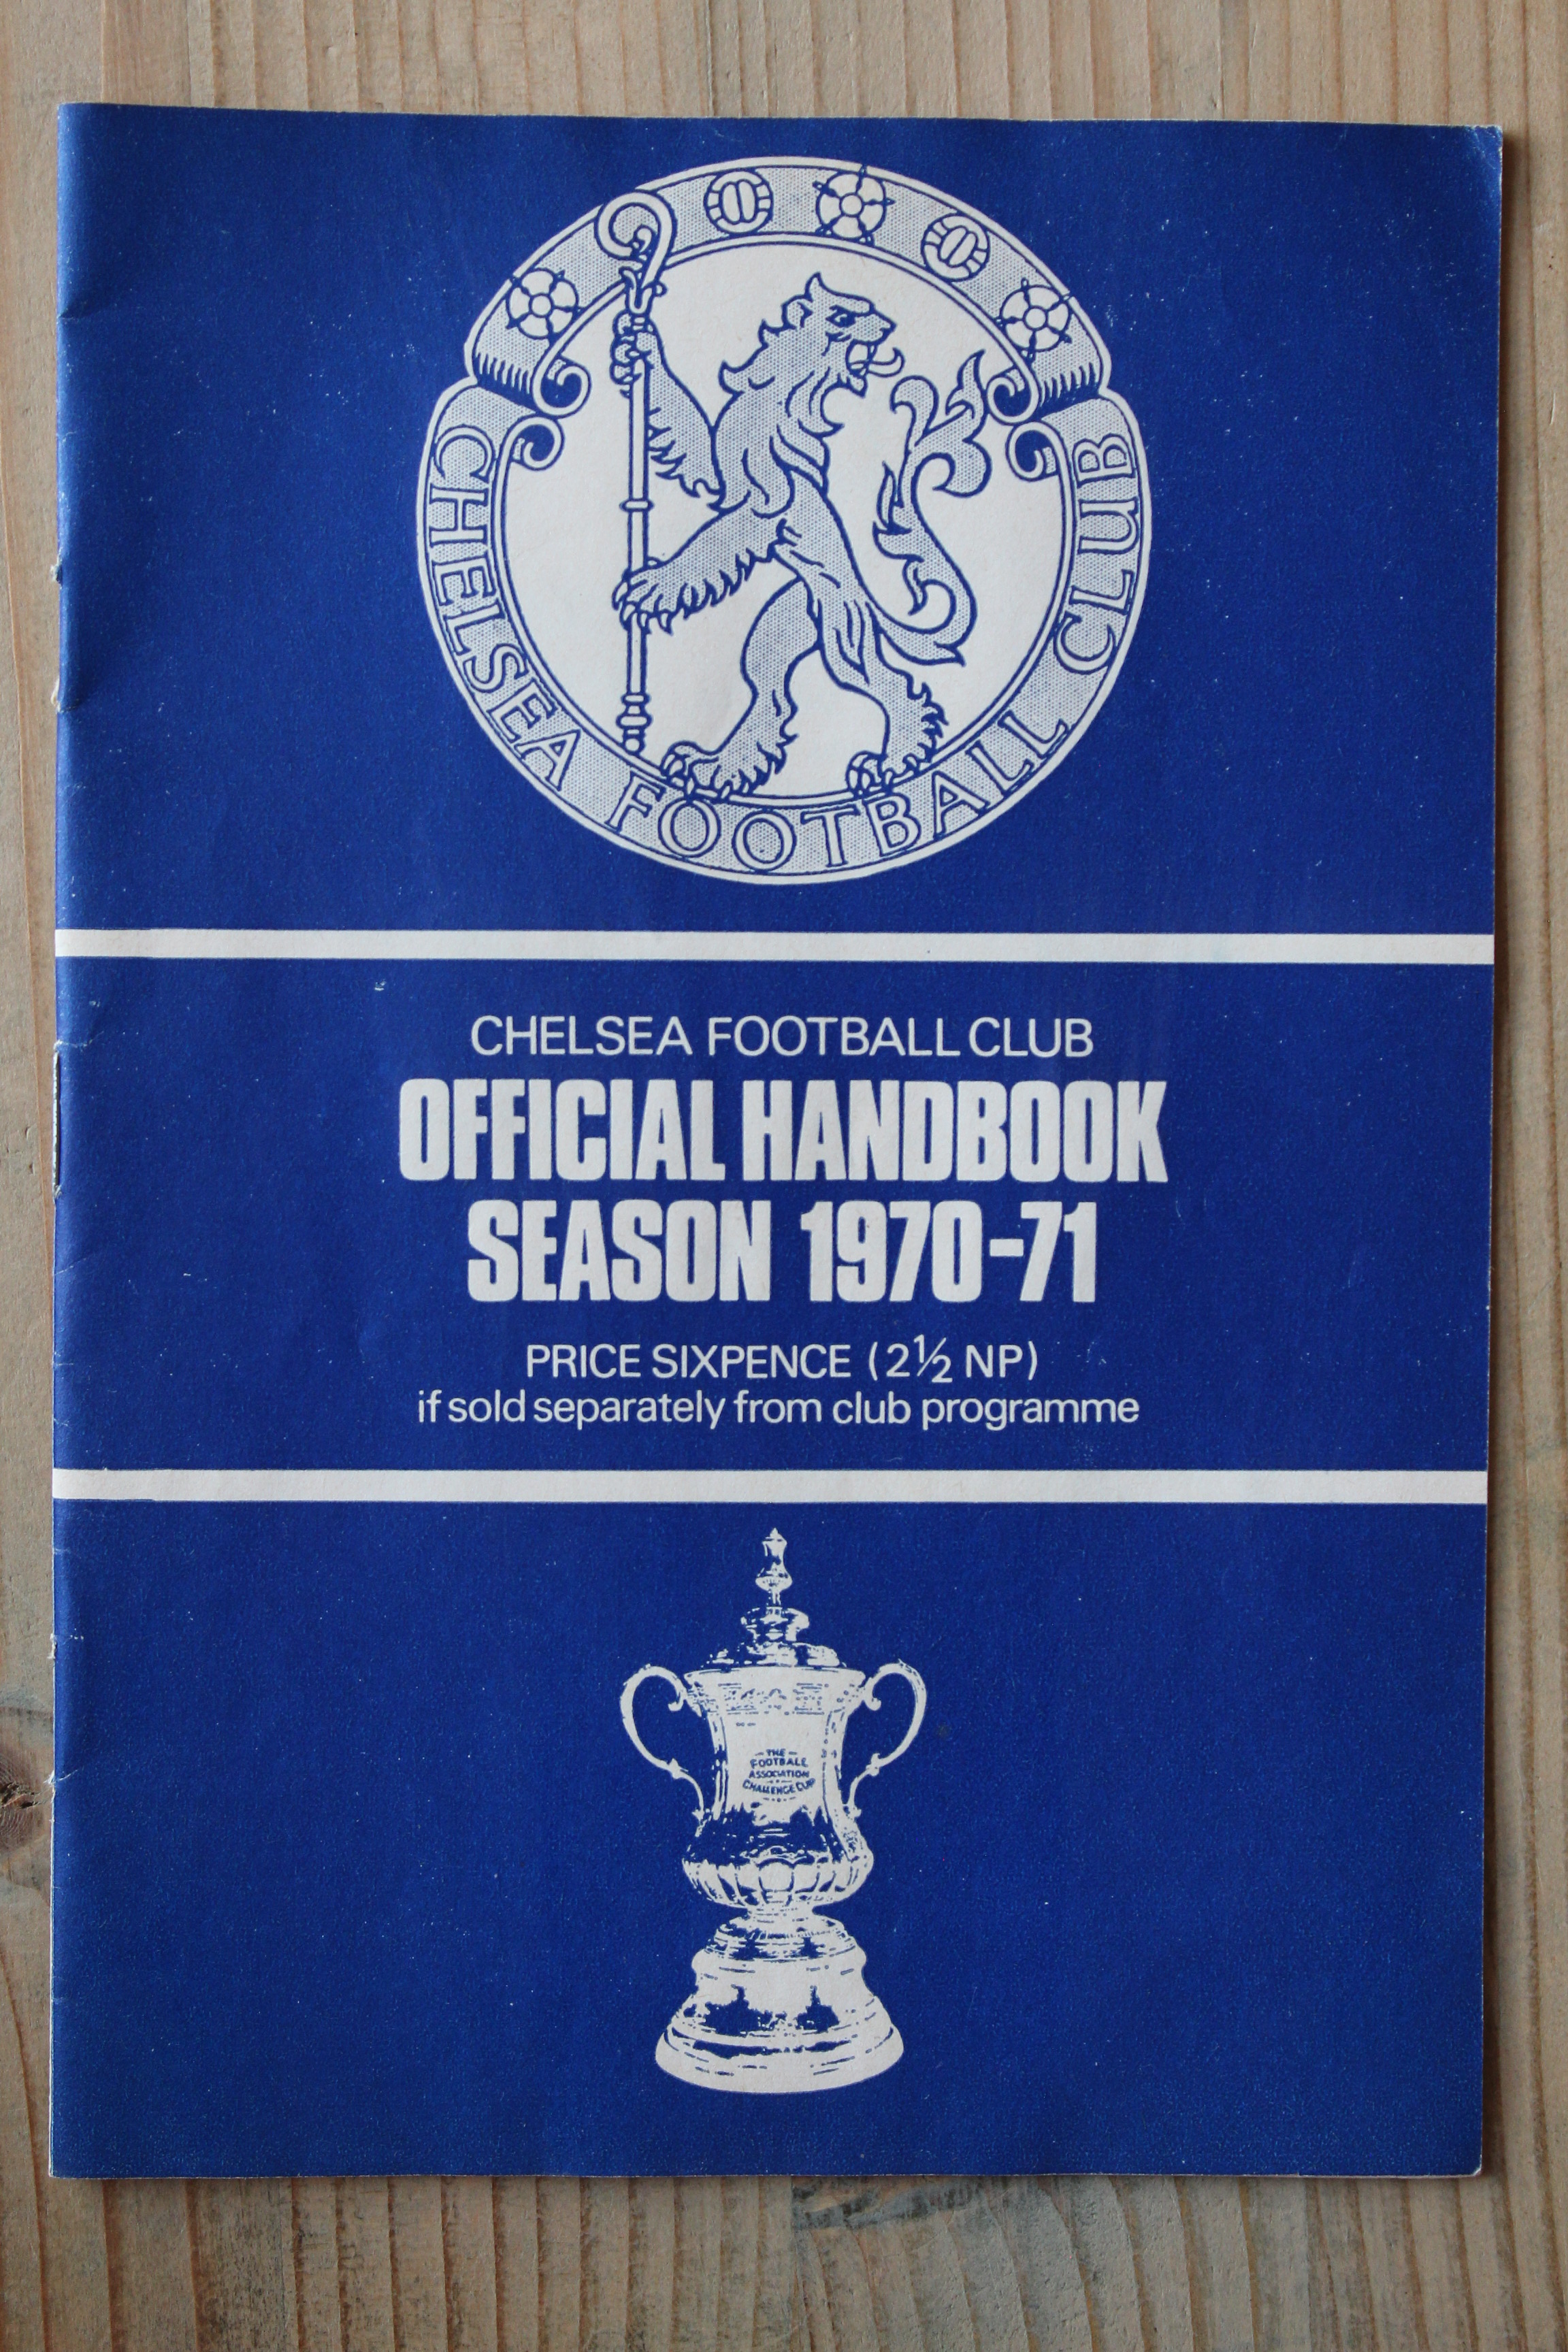 CHELSEA FOOTBALL CLUB
CHELSEA FOOTBALL CLUB
OFFICIAL HANDBOOK
SEASON 1970-71
PRICE SIXPENCE (2½ NP)
if sold separately from club programme
THE
FOOTBALL
ASSOCIATION
CHALLENGE CUP